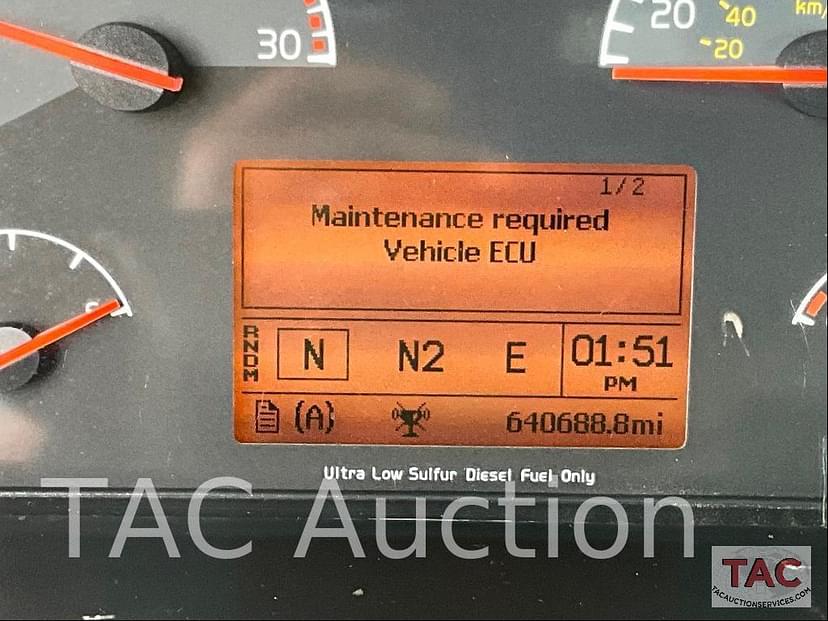 30
20
40
20
km/
1/2
Maintenance required
Vehicle ECU
RNDM
N N2 E
01:51
PM
(A)
640688.8mi
Ultra Low Sulfur Diesel Fuel Only
TAC Auction
TAC
TACAUCTIONSERVICES.COM